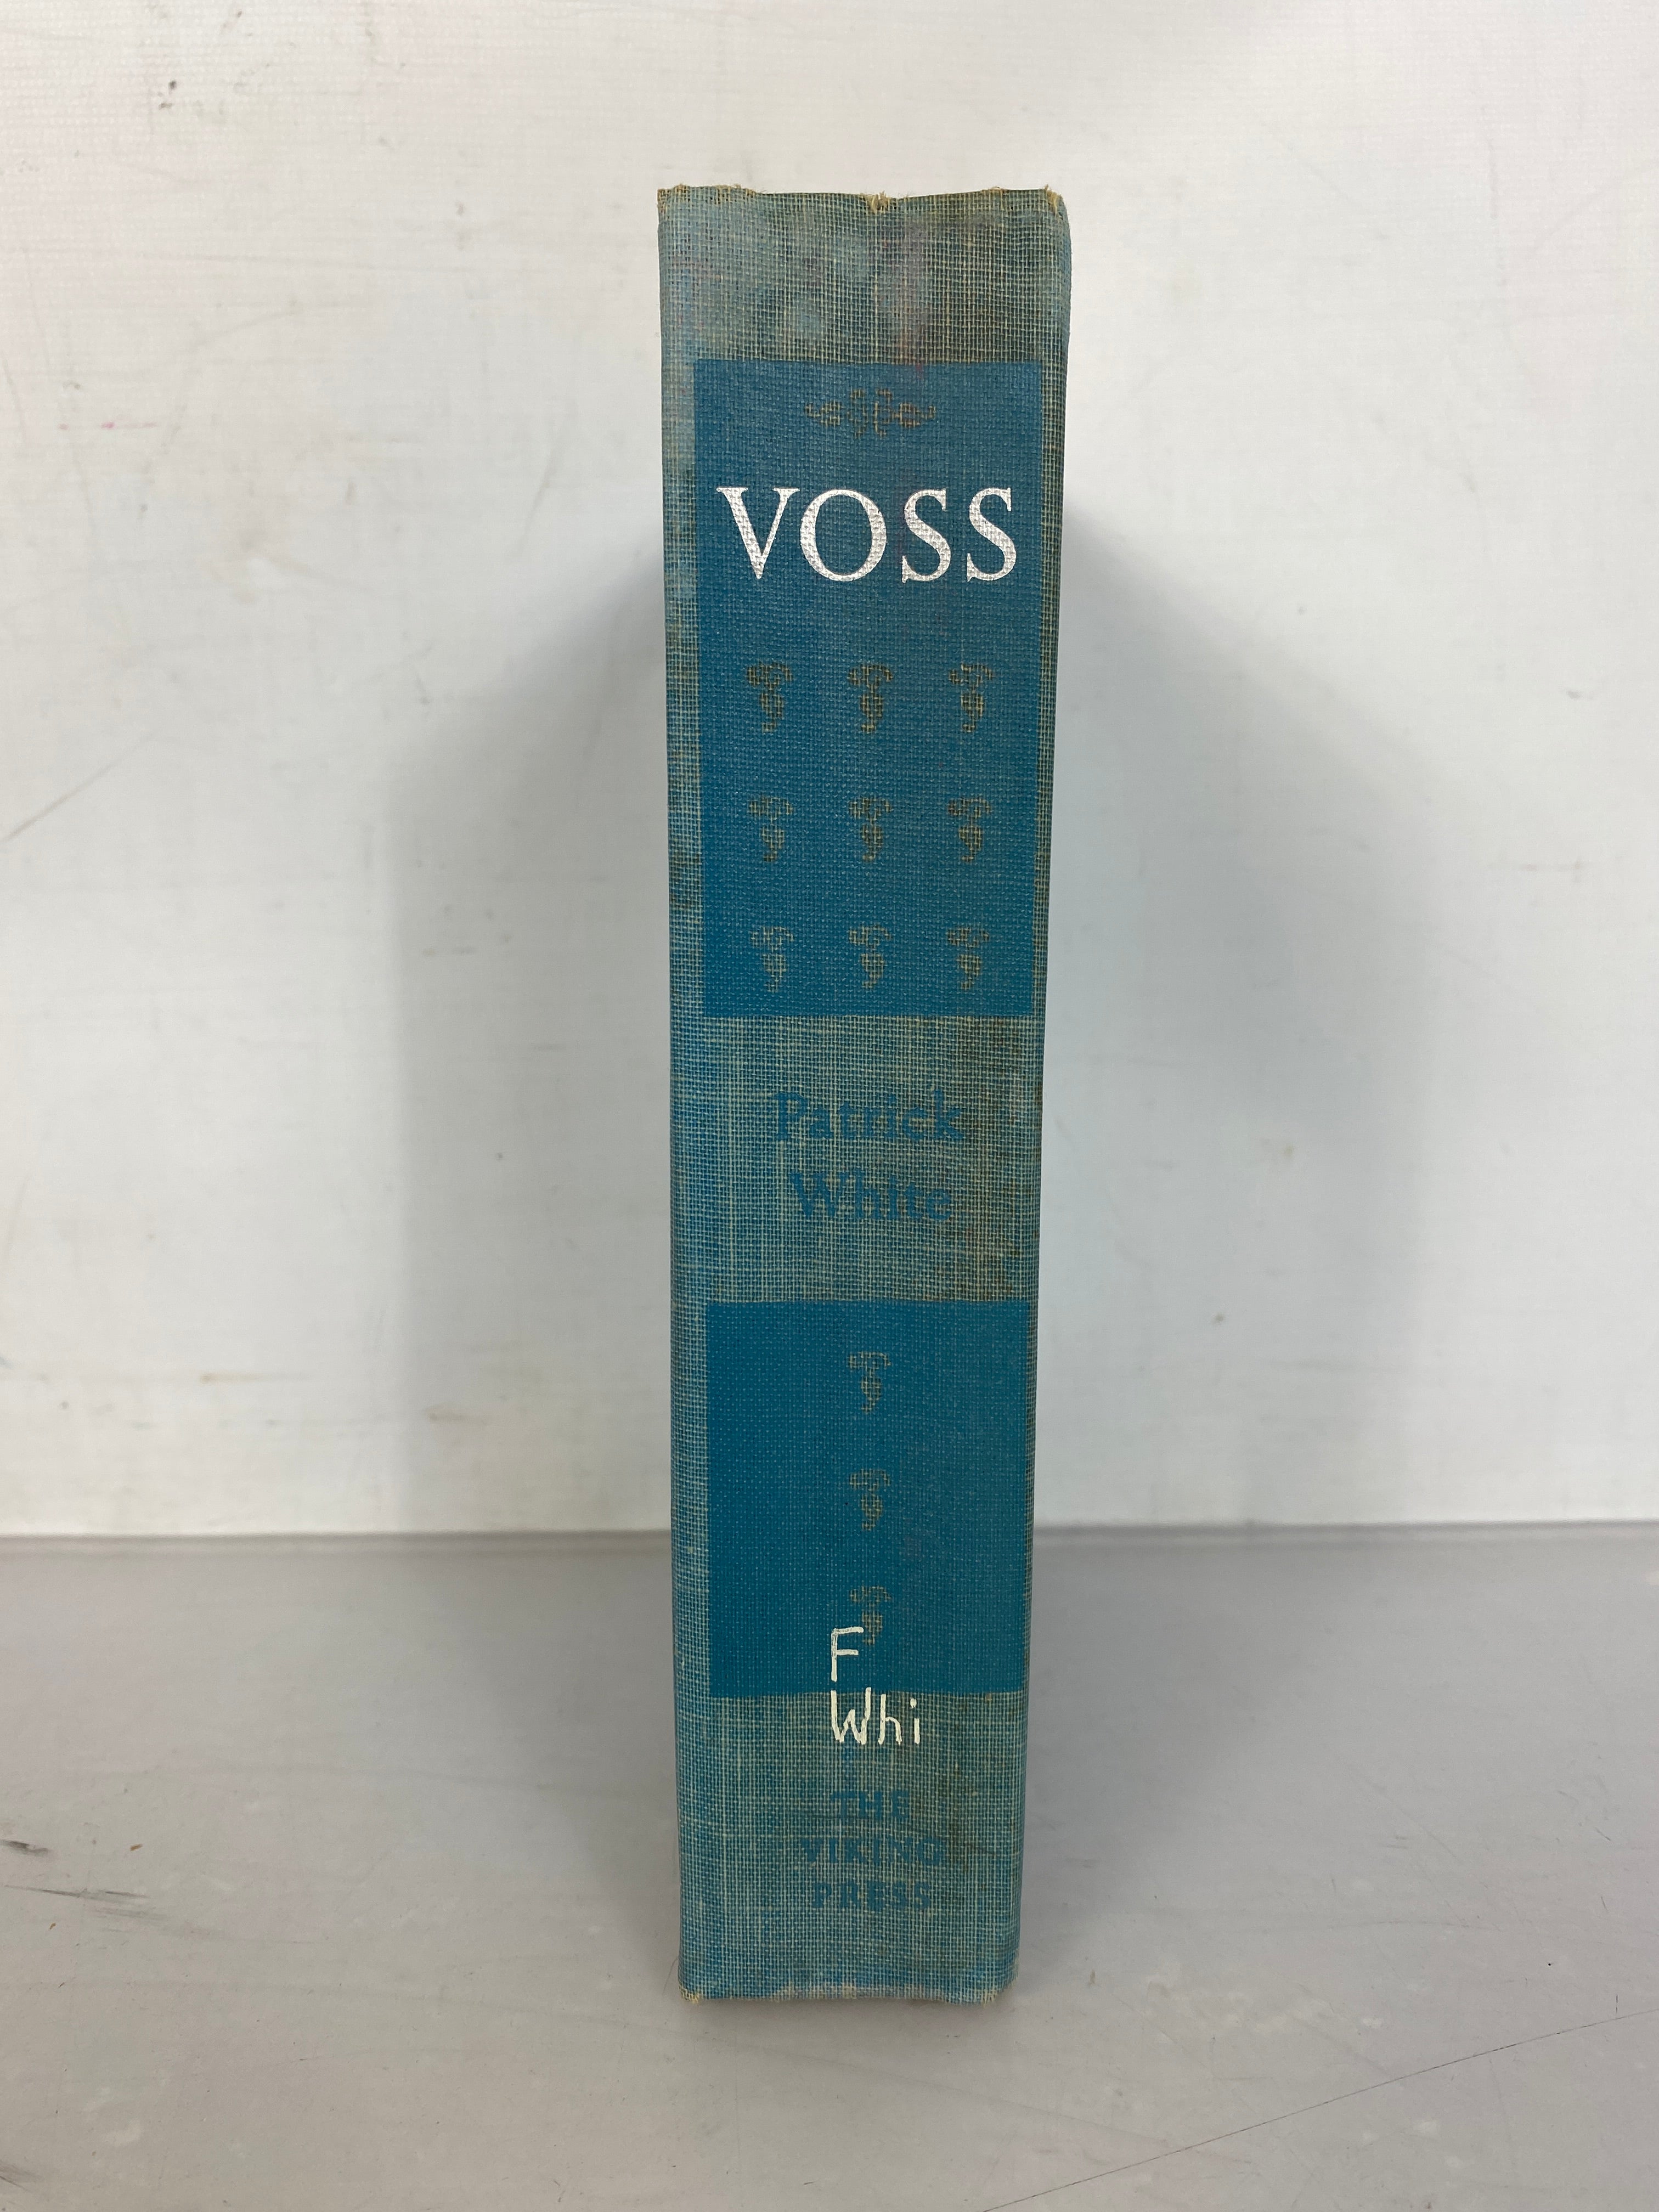 VOSS
Patrick
White
F
Whi
THE
VIKING
PRESS